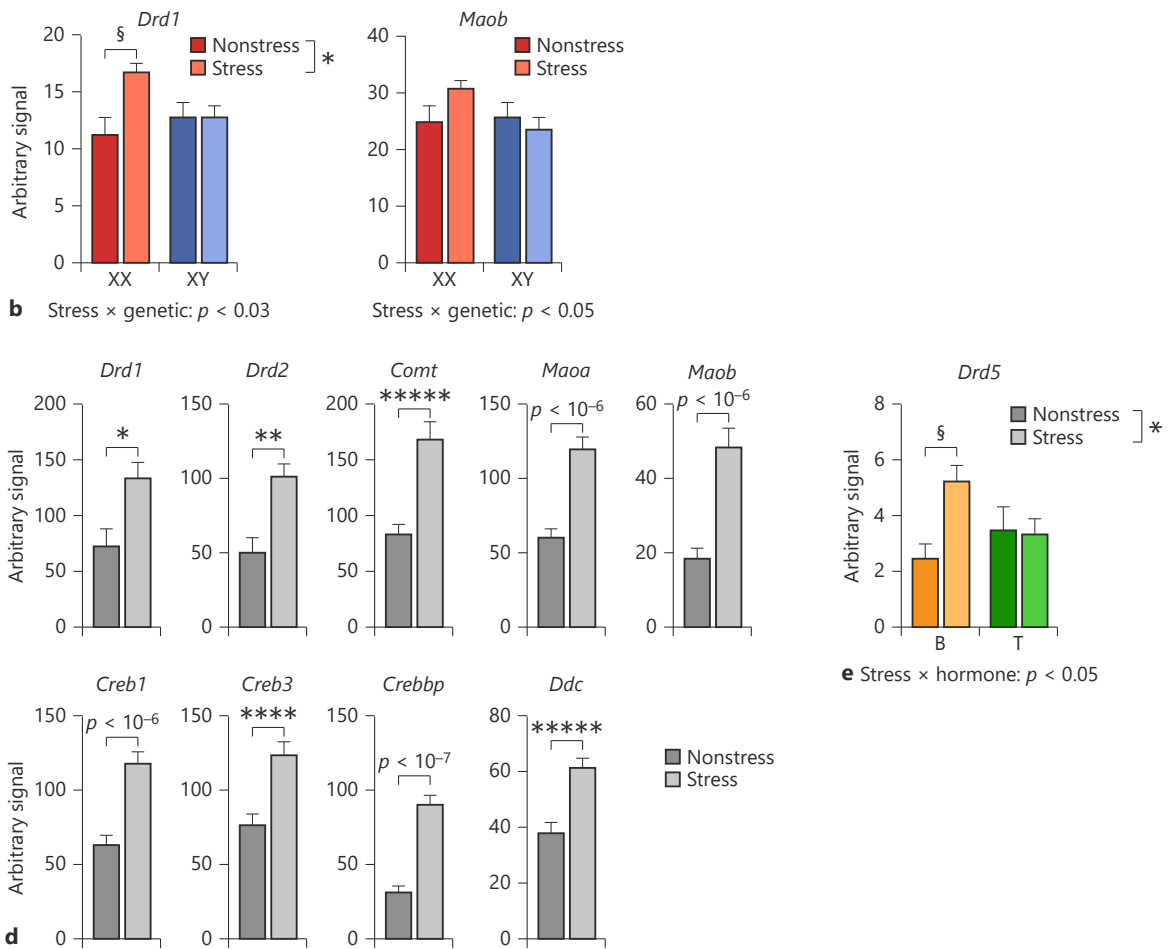 Drd1
Maob
Arbitrary signal
20
15
10
5
0
§
Nonstress
Stress
*
XX
XY
40
30
20
10
0
Nonstress
Stress
XX
XY
b Stress × genetic: p < 0.03
Stress × genetic: p < 0.05
Drd1
Arbitrary signal
200
150
100
50
0
*
Drd2
150
100
50
0
**
Comt
200
150
100
50
0
*****
Maoa
150
100
50
0
p < 10⁻⁶
Maob
60
40
20
0
p < 10⁻⁶
Drd5
Arbitrary signal
8
6
4
2
0
§
Nonstress
Stress
*
B
T
e Stress × hormone: p < 0.05
Creb1
Arbitrary signal
150
100
50
0
p < 10⁻⁶
Creb3
150
100
50
0
****
Crebbp
150
100
50
0
p < 10⁻⁷
Ddc
80
60
40
20
0
*****
Nonstress
Stress
d